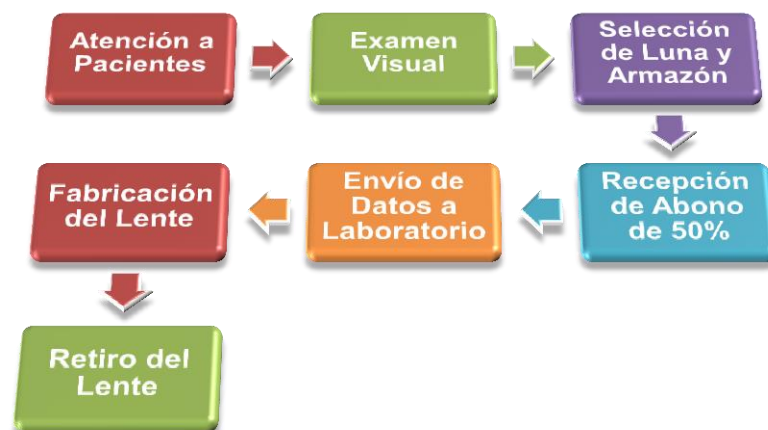 Atención a
Pacientes
Examen
Visual
Selección
de Luna y
Armazón
Recepción
de Abono
de 50%
Envío de
Datos a
Laboratorio
Fabricación
del Lente
Retiro del
Lente